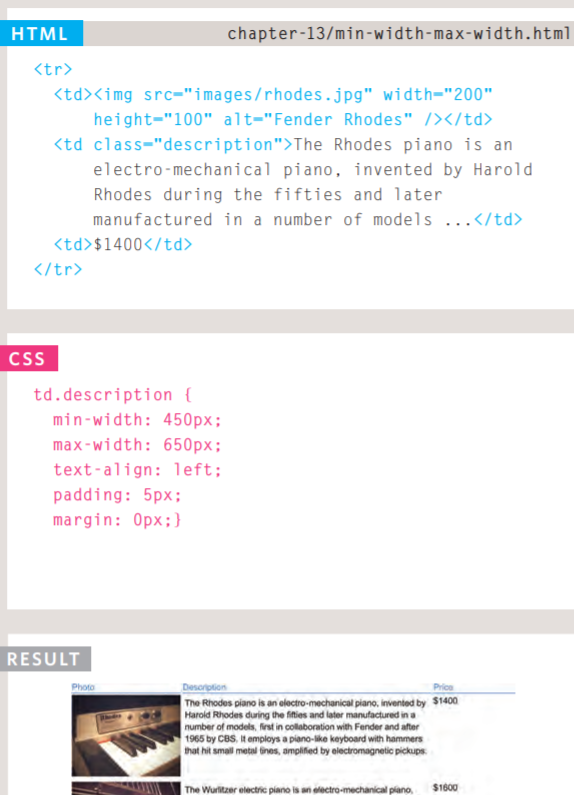 HTML
chapter-13/min-width-max-width.html
<tr>
<td><img src="images/rhodes.jpg" width="200"
height="100" alt="Fender Rhodes" /></td>
<td class="description">The Rhodes piano is an
electro-mechanical piano, invented by Harold
Rhodes during the fifties and later
manufactured in a number of models ...</td>
<td>$1400</td>
</tr>
CSS
td.description {
min-width: 450px;
max-width: 650px;
text-align: left;
padding: 5px;
margin: 0px;}
RESULT
Photo Description Price
The Rhodes piano is an electro-mechanical piano, invented by $1400
Harold Rhodes during the fifties and later manufactured in a
number of models, first in collaboration with Fender and after
1965 by CBS. It employs a piano-like keyboard with hammers
that hit small metal tines, amplified by electromagnetic pickups.
The Wurlitzer electric piano is an electro-mechanical piano, $1600